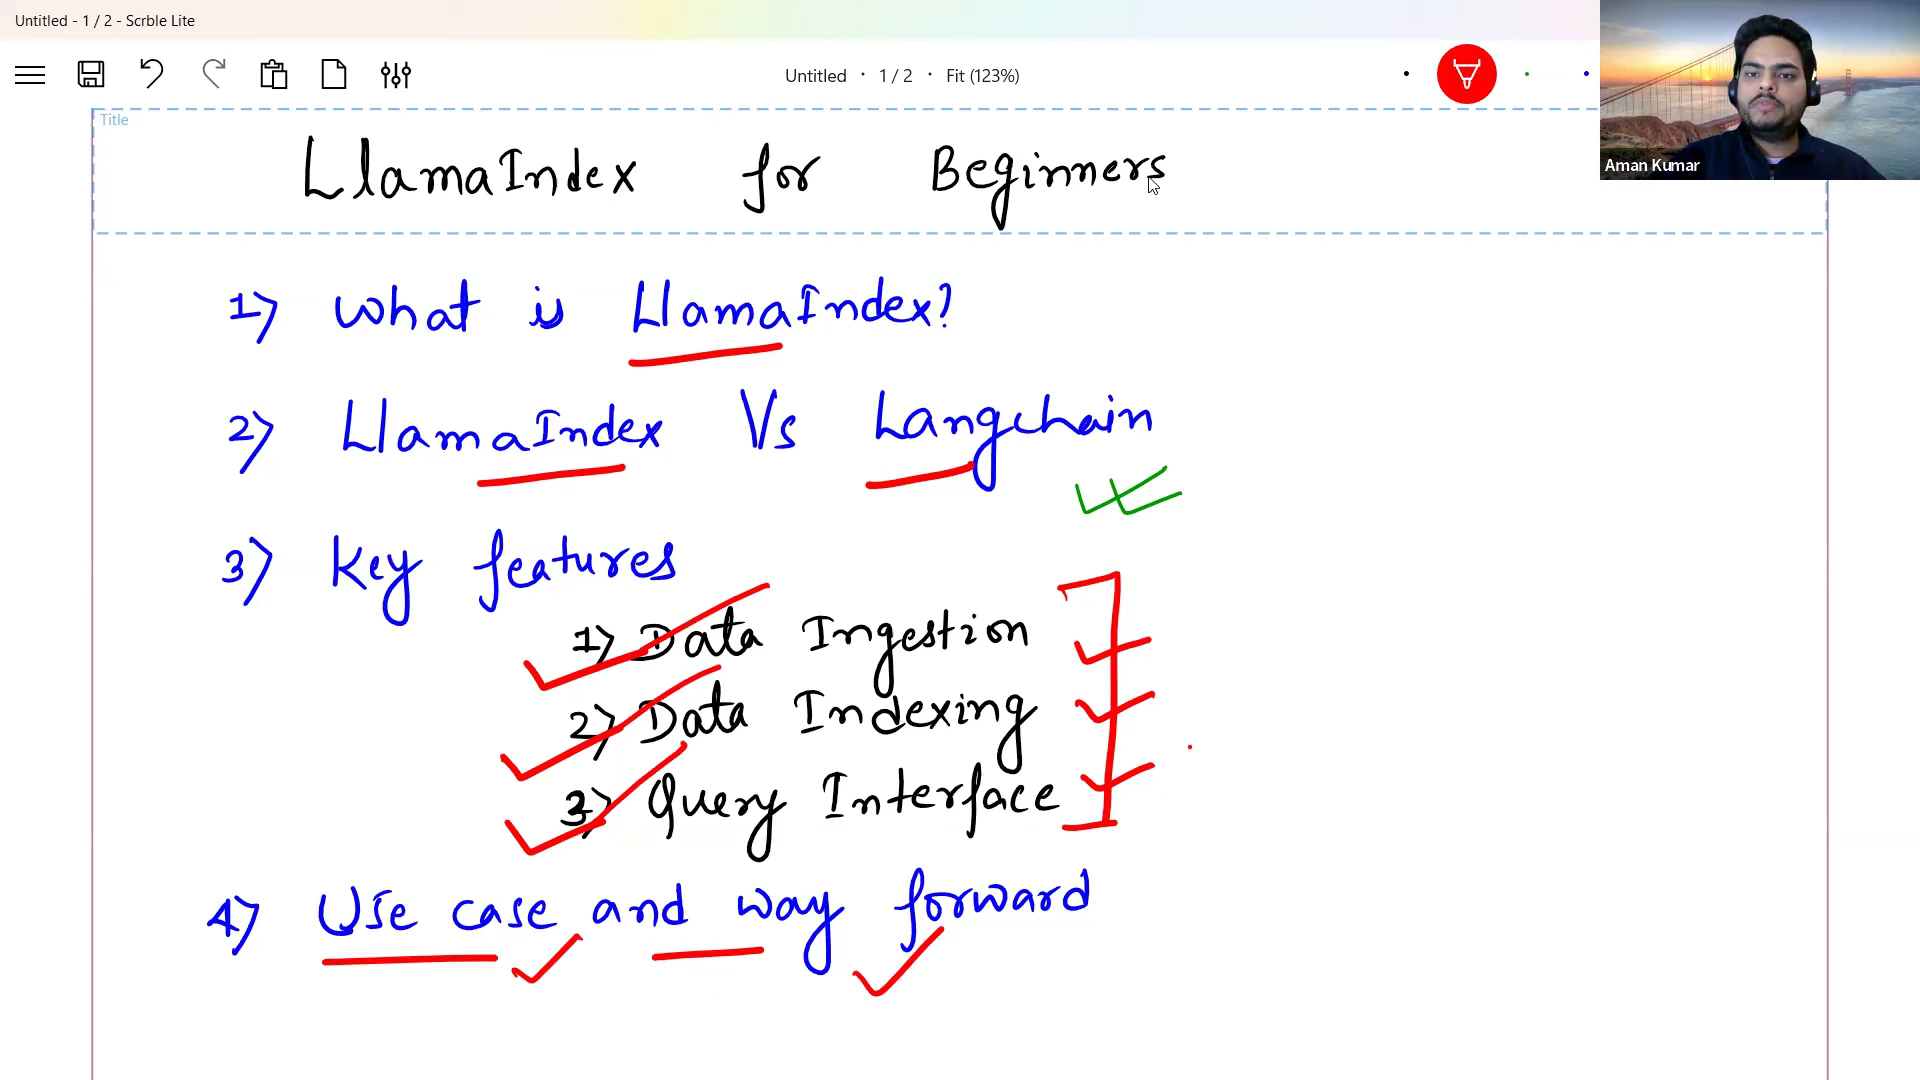 Untitled - 1 / 2 - Scrble Lite
Untitled • 1 / 2 • Fit (123%)
Aman Kumar
Title
LlamaIndex for Beginners
1) What is LlamaIndex?
2) LlamaIndex Vs Langchain
3) Key features
1) Data Ingestion
2) Data Indexing
3) Query Interface
4) Use case and way forward